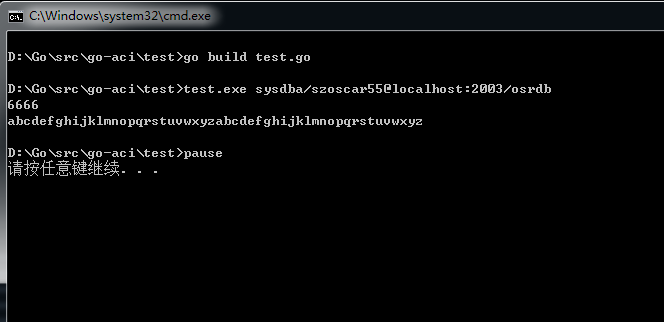 C:\Windows\system32\cmd.exe
D:\Go\src\go-aci\test>go build test.go
D:\Go\src\go-aci\test>test.exe sysdba/szoscar55@localhost:2003/osrdb
6666
abcdefghijklmnopqrstuvwxyzabcdefghijklmnopqrstuvwxyz
D:\Go\src\go-aci\test>pause
请按任意键继续. . .